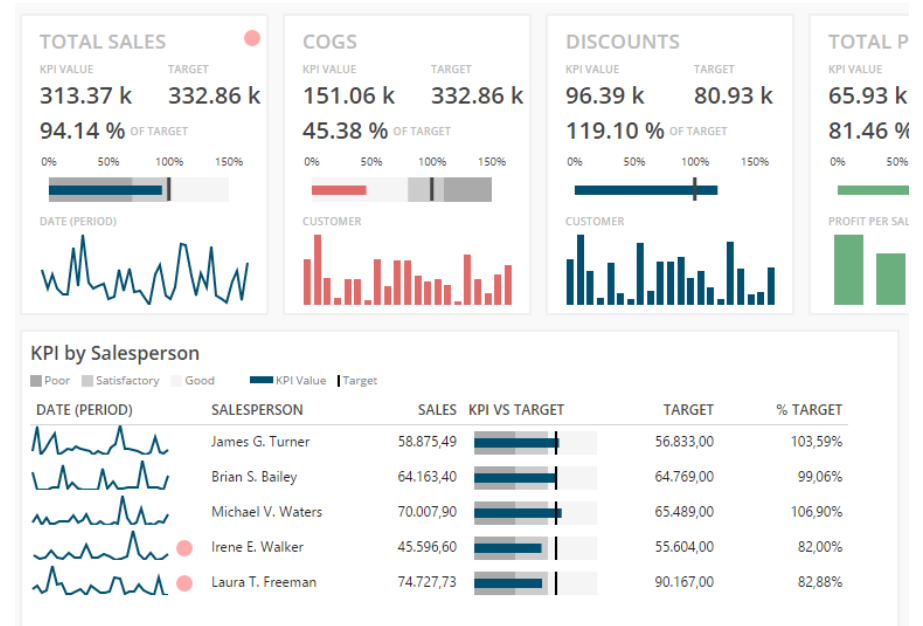 TOTAL SALES
KPI VALUE TARGET
313.37 k 332.86 k
94.14 % OF TARGET
0% 50% 100% 150%
DATE (PERIOD)
COGS
KPI VALUE TARGET
151.06 k 332.86 k
45.38 % OF TARGET
0% 50% 100% 150%
CUSTOMER
DISCOUNTS
KPI VALUE TARGET
96.39 k 80.93 k
119.10 % OF TARGET
0% 50% 100% 150%
CUSTOMER
TOTAL P
KPI VALUE
65.93 k
81.46 %
0% 50%
PROFIT PER SAL
KPI by Salesperson
Poor Satisfactory Good KPI Value Target
DATE (PERIOD) SALESPERSON SALES KPI VS TARGET TARGET % TARGET
James G. Turner 58.875,49 56.833,00 103,59%
Brian S. Bailey 64.163,40 64.769,00 99,06%
Michael V. Waters 70.007,90 65.489,00 106,90%
Irene E. Walker 45.596,60 55.604,00 82,00%
Laura T. Freeman 74.727,73 90.167,00 82,88%